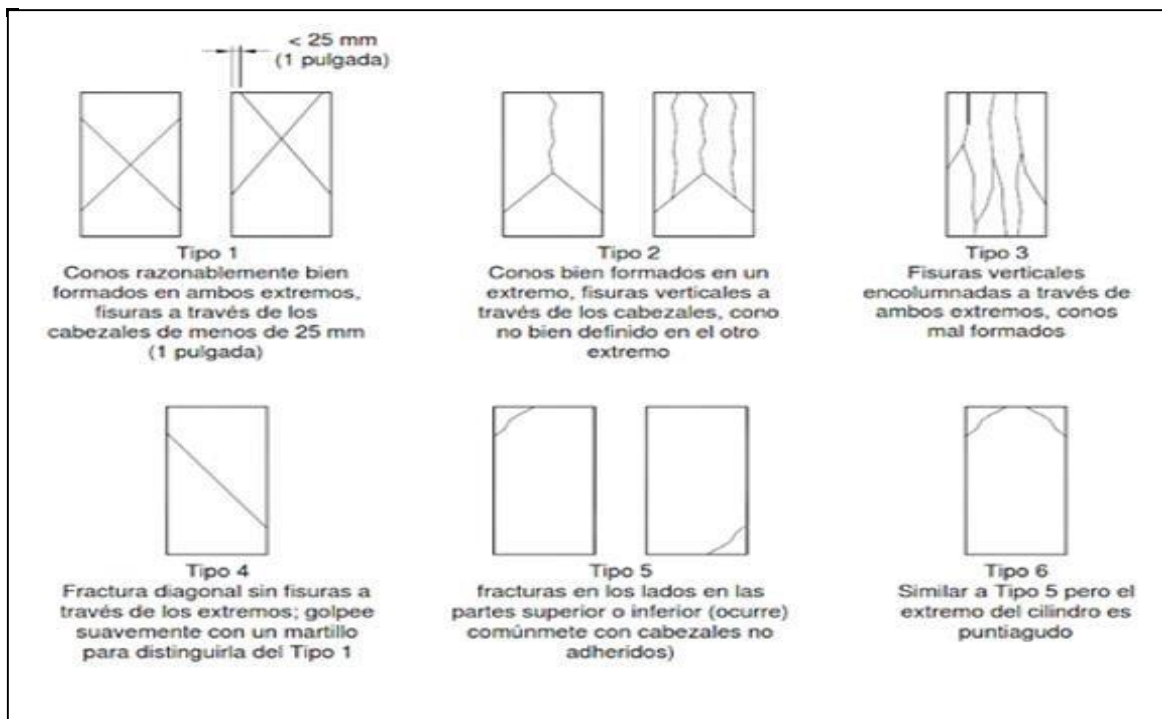 < 25 mm
(1 pulgada)
Tipo 1
Conos razonablemente bien
formados en ambos extremos,
fisuras a través de los
cabezales de menos de 25 mm
(1 pulgada)
Tipo 2
Conos bien formados en un
extremo, fisuras verticales a
través de los cabezales, cono
no bien definido en el otro
extremo
Tipo 3
Fisuras verticales
encolumnadas a través de
ambos extremos, conos
mal formados
Tipo 4
Fractura diagonal sin fisuras a
través de los extremos; golpee
suavemente con un martillo
para distinguirla del Tipo 1
Tipo 5
fracturas en los lados en las
partes superior o inferior (ocurre)
comúnmete con cabezales no
adheridos)
Tipo 6
Similar a Tipo 5 pero el
extremo del cilindro es
puntiagudo